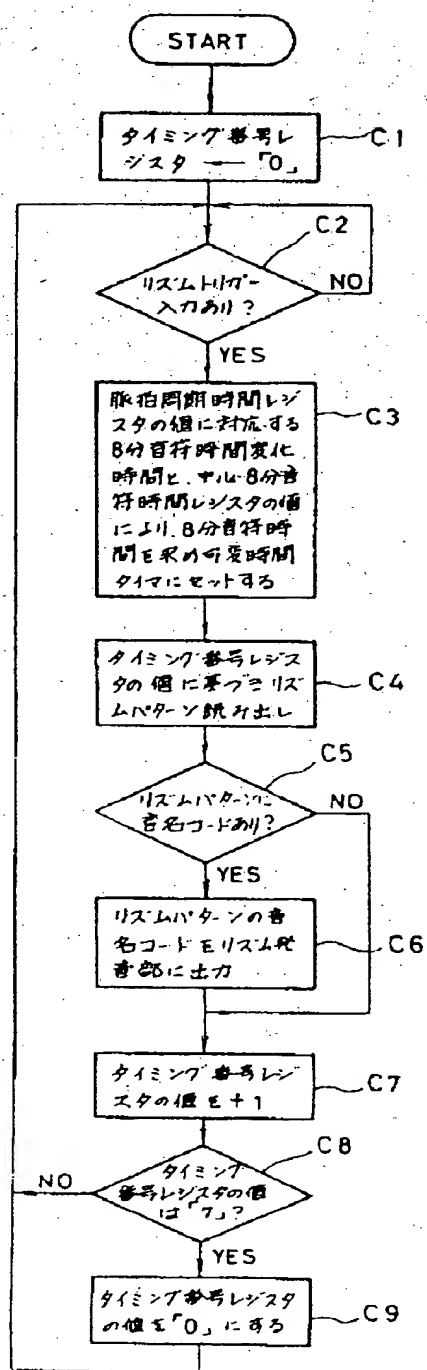 START
タイミング番号レ
ジスタ ← 「0」
C1
C2
リズムトリガー
入力あり?
NO
YES
脈拍周期時間レジ
スタの値に対応する
8分音符時間変化
時間と、中心8分音
符時間レジスタの値
により、8分音符時
間を求め可変時間
タイマにセットする
C3
タイミング番号レジス
タの値に基づきリズ
ムパターン読み出し
C4
C5
リズムパターンに
音名コードあり?
NO
YES
リズムパターンの音
名コードをリズム発
音部に出力
C6
タイミング番号レジ
スタの値を+1
C7
C8
タイミング
番号レジスタの値
は「7」?
NO
YES
タイミング番号レジスタ
の値を「0」にする
C9